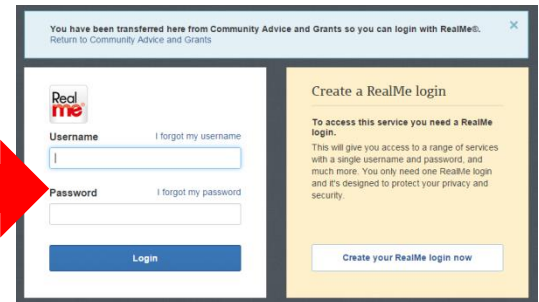 You have been transferred here from Community Advice and Grants so you can login with RealMe®.
Return to Community Advice and Grants
×
Real
me
Username I forgot my username
Password I forgot my password
Login
Create a RealMe login
To access this service you need a RealMe
login.
This will give you access to a range of services
with a single username and password, and
much more. You only need one RealMe login
and it's designed to protect your privacy and
security.
Create your RealMe login now